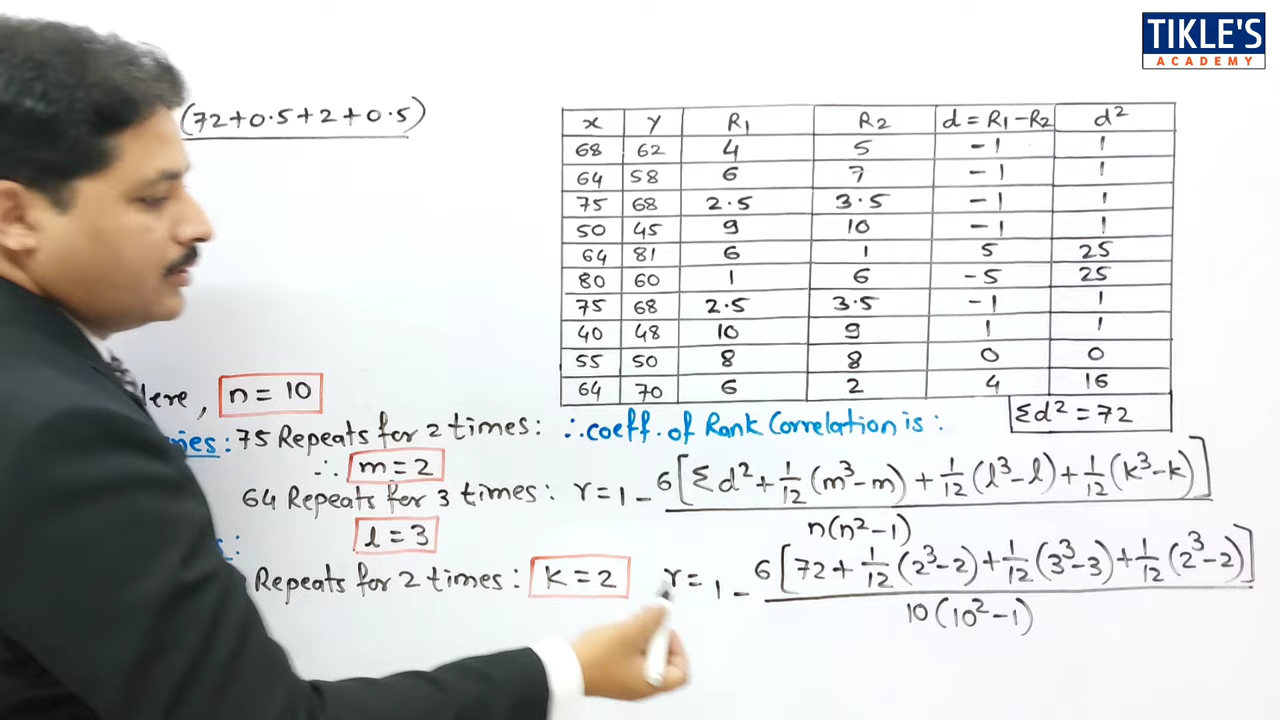 TIKLE'S
ACADEMY
(72+0.5+2+0.5)
x y R₁ R₂ d = R₁-R₂ d²
68 62 4 5 -1 1
64 58 6 7 -1 1
75 68 2.5 3.5 -1 1
50 45 9 10 -1 1
64 81 6 1 5 25
80 60 1 6 -5 25
75 68 2.5 3.5 -1 1
40 48 10 9 1 1
55 50 8 8 0 0
64 70 6 2 4 16
Σd² = 72
, n = 10
75 Repeats for 2 times:
∴ m = 2
64 Repeats for 3 times:
l = 3
Repeats for 2 times: k = 2
∴ coeff. of Rank Correlation is:
r = 1 - 6[Σd² + 1/12 (m³-m) + 1/12 (l³-l) + 1/12 (k³-k)]
n(n²-1)
r = 1 - 6[72 + 1/12 (2³-2) + 1/12 (3³-3) + 1/12 (2³-2)]
10(10²-1)